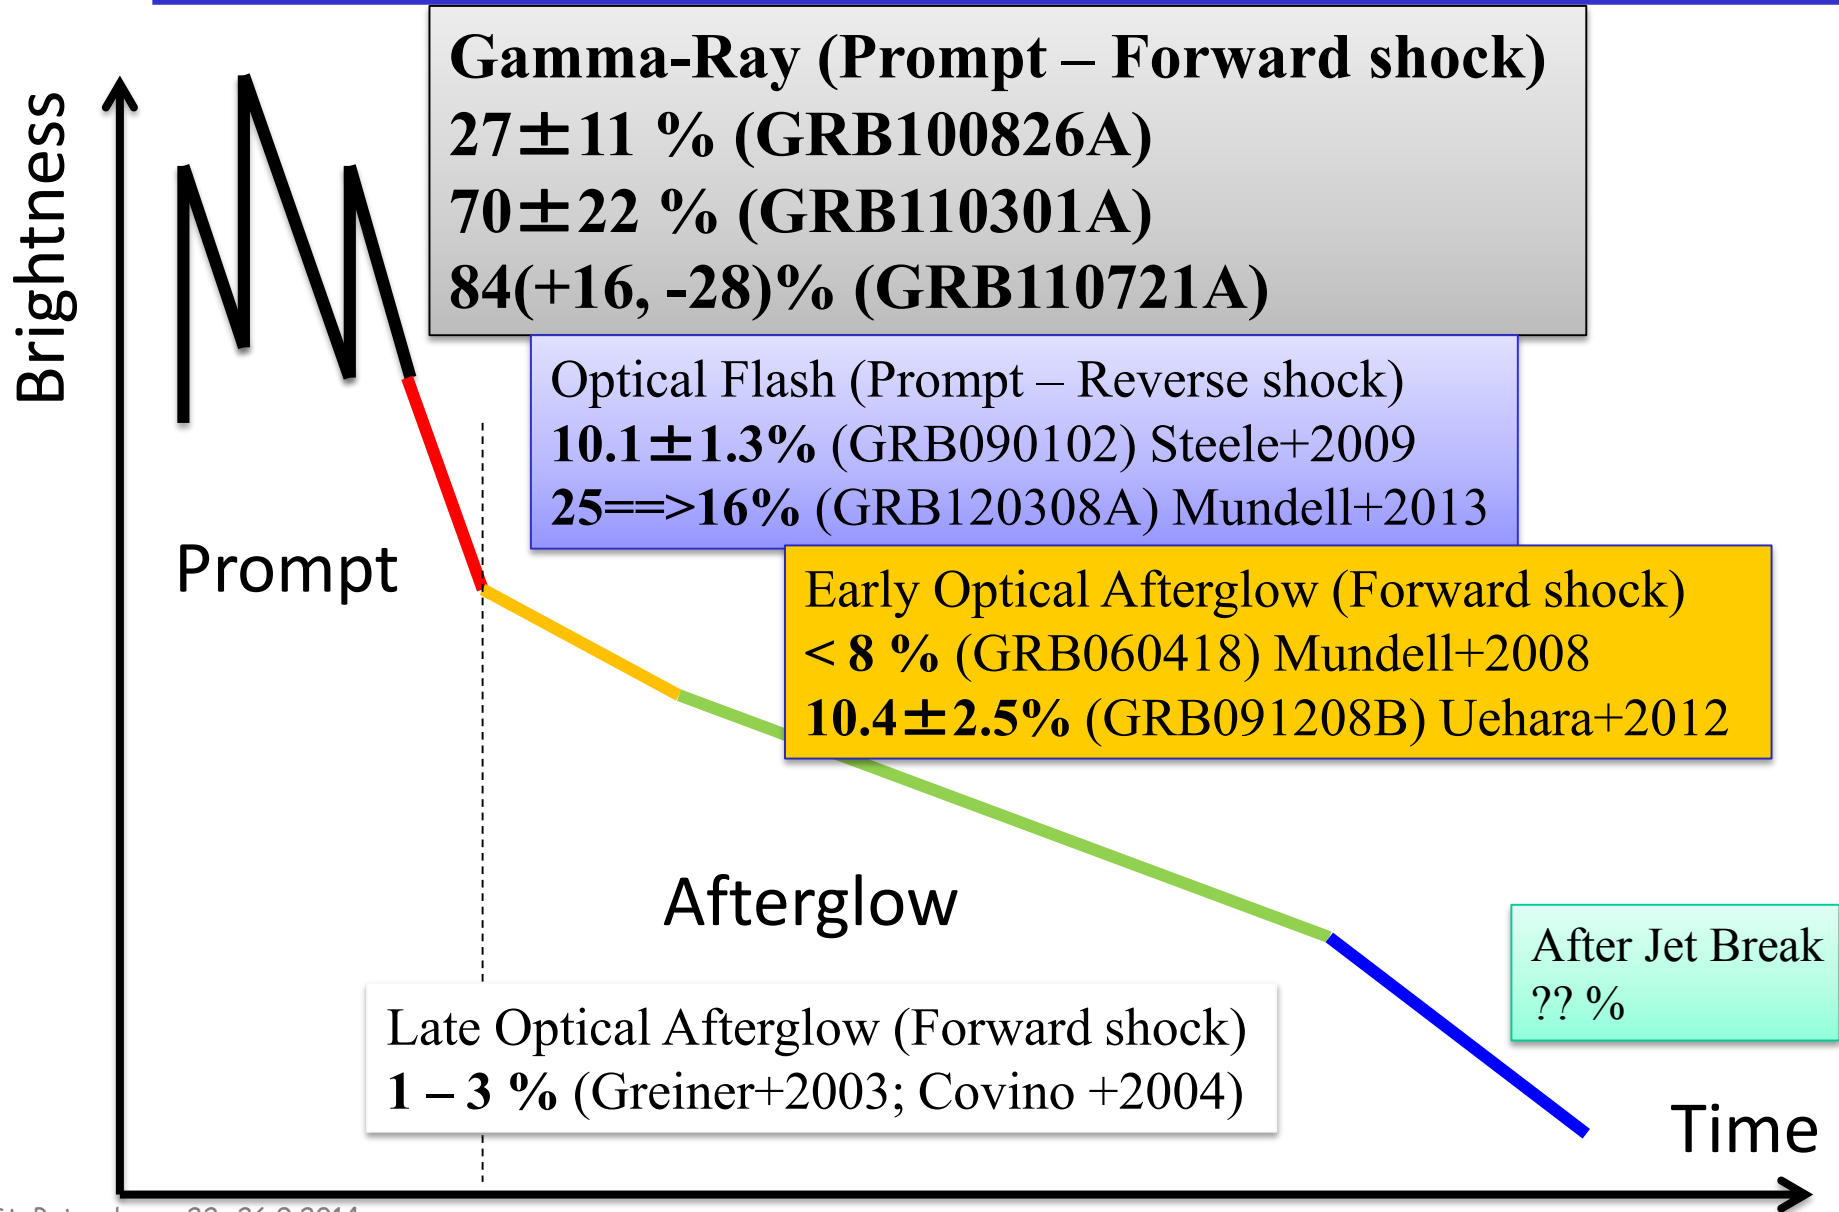 Gamma-Ray (Prompt – Forward shock)
27±11 % (GRB100826A)
70±22 % (GRB110301A)
84(+16, -28)% (GRB110721A)
Brightness
Optical Flash (Prompt – Reverse shock)
10.1±1.3% (GRB090102) Steele+2009
25==>16% (GRB120308A) Mundell+2013
Prompt
Early Optical Afterglow (Forward shock)
< 8 % (GRB060418) Mundell+2008
10.4±2.5% (GRB091208B) Uehara+2012
Afterglow
After Jet Break
?? %
Late Optical Afterglow (Forward shock)
1 – 3 % (Greiner+2003; Covino +2004)
Time